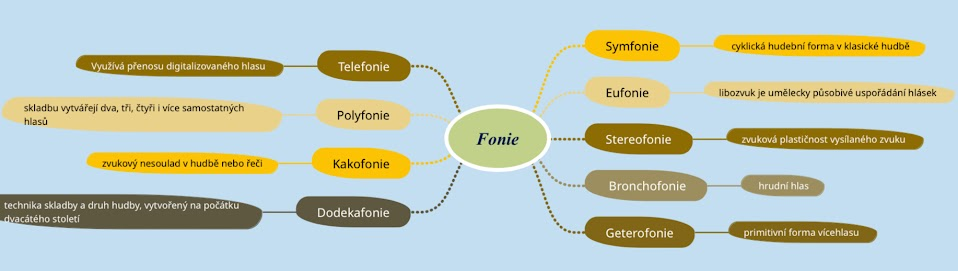 Fonie
Telefonie
Využívá přenosu digitalizovaného hlasu
Polyfonie
skladbu vytvářejí dva, tři, čtyři i více samostatných
hlasů
Kakofonie
zvukový nesoulad v hudbě nebo řeči
Dodekafonie
technika skladby a druh hudby, vytvořený na počátku
dvacátého století
Symfonie
cyklická hudební forma v klasické hudbě
Eufonie
libozvuk je umělecky působivé uspořádání hlásek
Stereofonie
zvuková plastičnost vysílaného zvuku
Bronchofonie
hrudní hlas
Geterofonie
primitivní forma vícehlasu